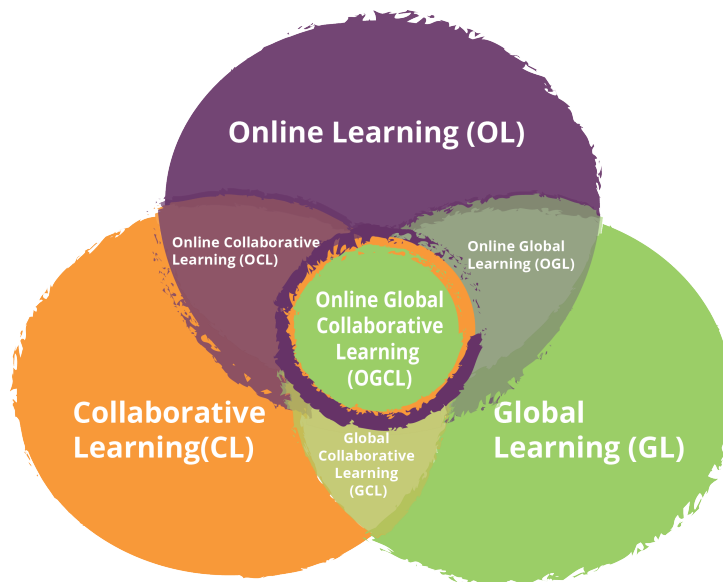 Online Learning (OL)
Online Collaborative
Learning (OCL)
Online Global
Learning (OGL)
Online Global
Collaborative
Learning
(OGCL)
Collaborative
Learning(CL)
Global
Learning (GL)
Global
Collaborative
Learning
(GCL)